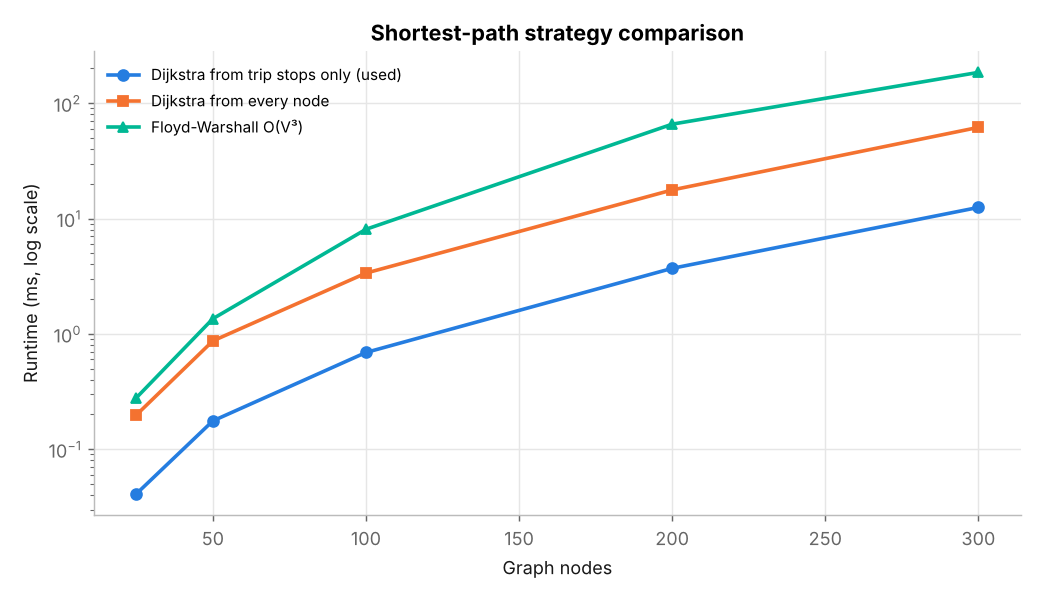 Shortest-path strategy comparison
Dijkstra from trip stops only (used)
Dijkstra from every node
Floyd-Warshall O(V³)
Runtime (ms, log scale)
10²
10¹
10⁰
10⁻¹
50 100 150 200 250 300
Graph nodes